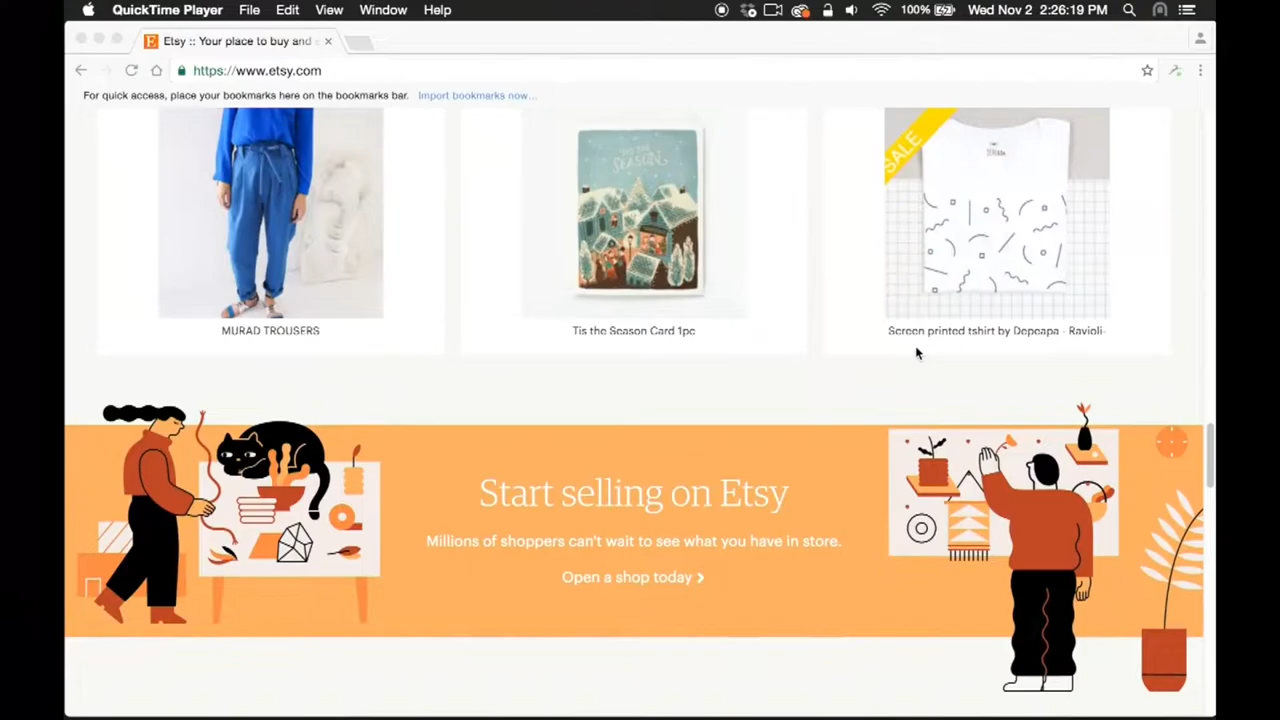 QuickTime Player File Edit View Window Help 100% Wed Nov 2 2:26:19 PM
Etsy :: Your place to buy and
https://www.etsy.com
For quick access, place your bookmarks here on the bookmarks bar. Import bookmarks now...
SALE
SEASON
MURAD TROUSERS
Tis the Season Card 1pc
Screen printed tshirt by Depeapa - Ravioli-
Start selling on Etsy
Millions of shoppers can't wait to see what you have in store.
Open a shop today